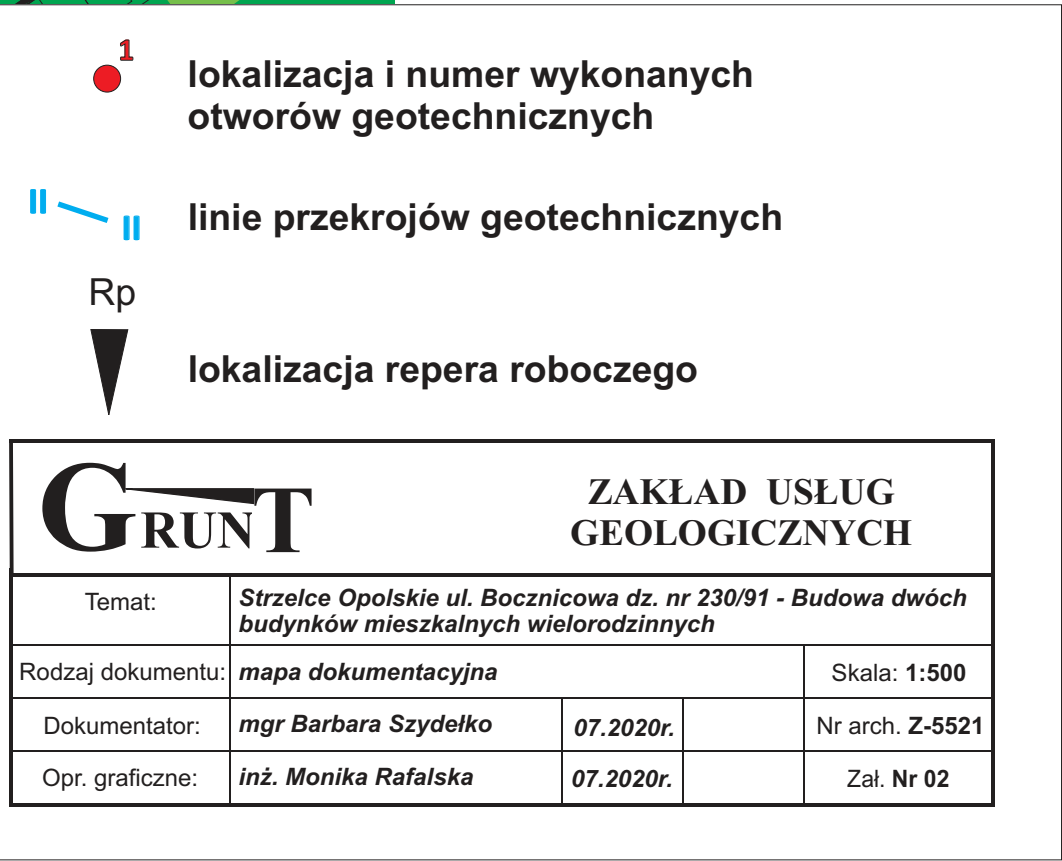 1
lokalizacja i numer wykonanych
otworów geotechnicznych
II II
linie przekrojów geotechnicznych
Rp
lokalizacja repera roboczego
GRUNT
ZAKŁAD USŁUG
GEOLOGICZNYCH
Temat:
Strzelce Opolskie ul. Bocznicowa dz. nr 230/91 - Budowa dwóch
budynków mieszkalnych wielorodzinnych
Rodzaj dokumentu: mapa dokumentacyjna Skala: 1:500
Dokumentator: mgr Barbara Szydełko 07.2020r. Nr arch. Z-5521
Opr. graficzne: inż. Monika Rafalska 07.2020r. Zał. Nr 02